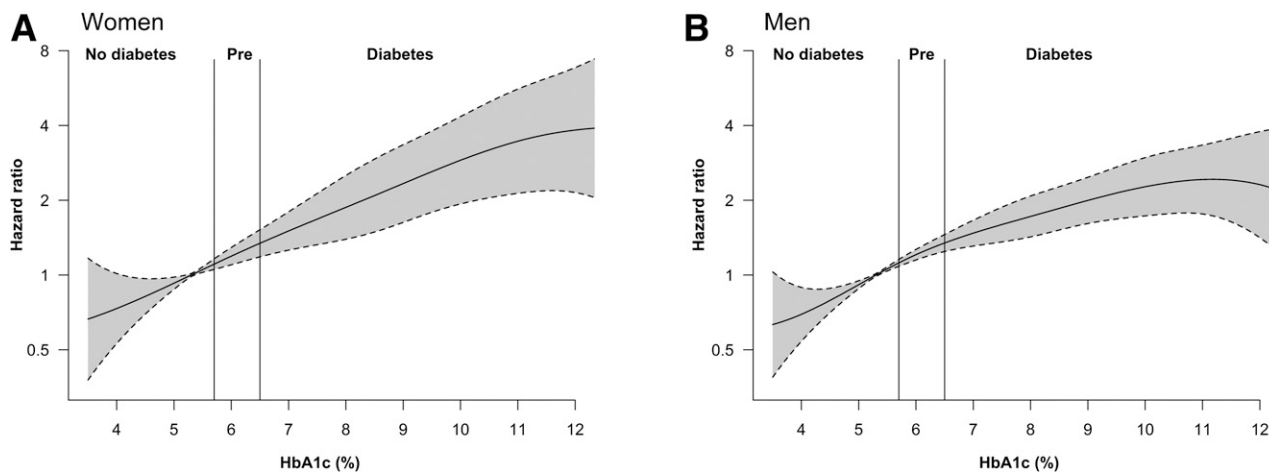 A Women
No diabetes Pre Diabetes
Hazard ratio
8
4
2
1
0.5
4 5 6 7 8 9 10 11 12
HbA1c (%)
B Men
No diabetes Pre Diabetes
Hazard ratio
8
4
2
1
0.5
4 5 6 7 8 9 10 11 12
HbA1c (%)